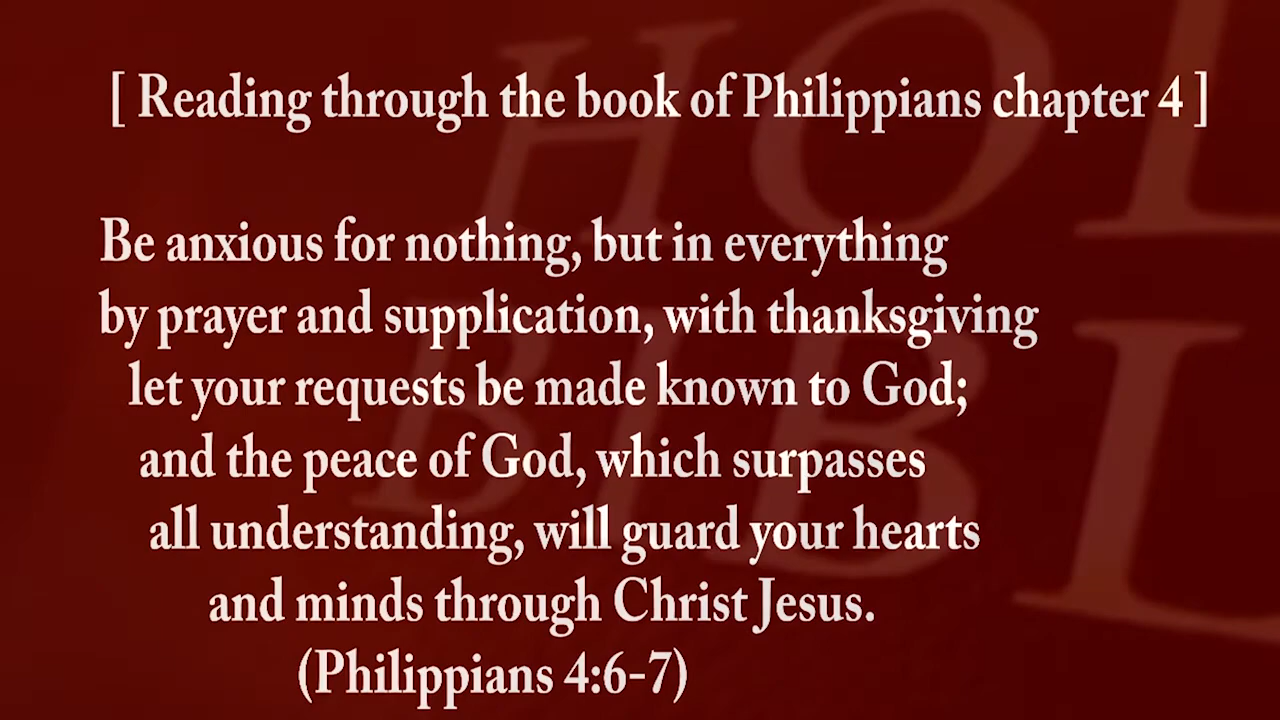 HOL
BIBL
[ Reading through the book of Philippians chapter 4 ]
Be anxious for nothing, but in everything
by prayer and supplication, with thanksgiving
let your requests be made known to God;
and the peace of God, which surpasses
all understanding, will guard your hearts
and minds through Christ Jesus.
(Philippians 4:6-7)